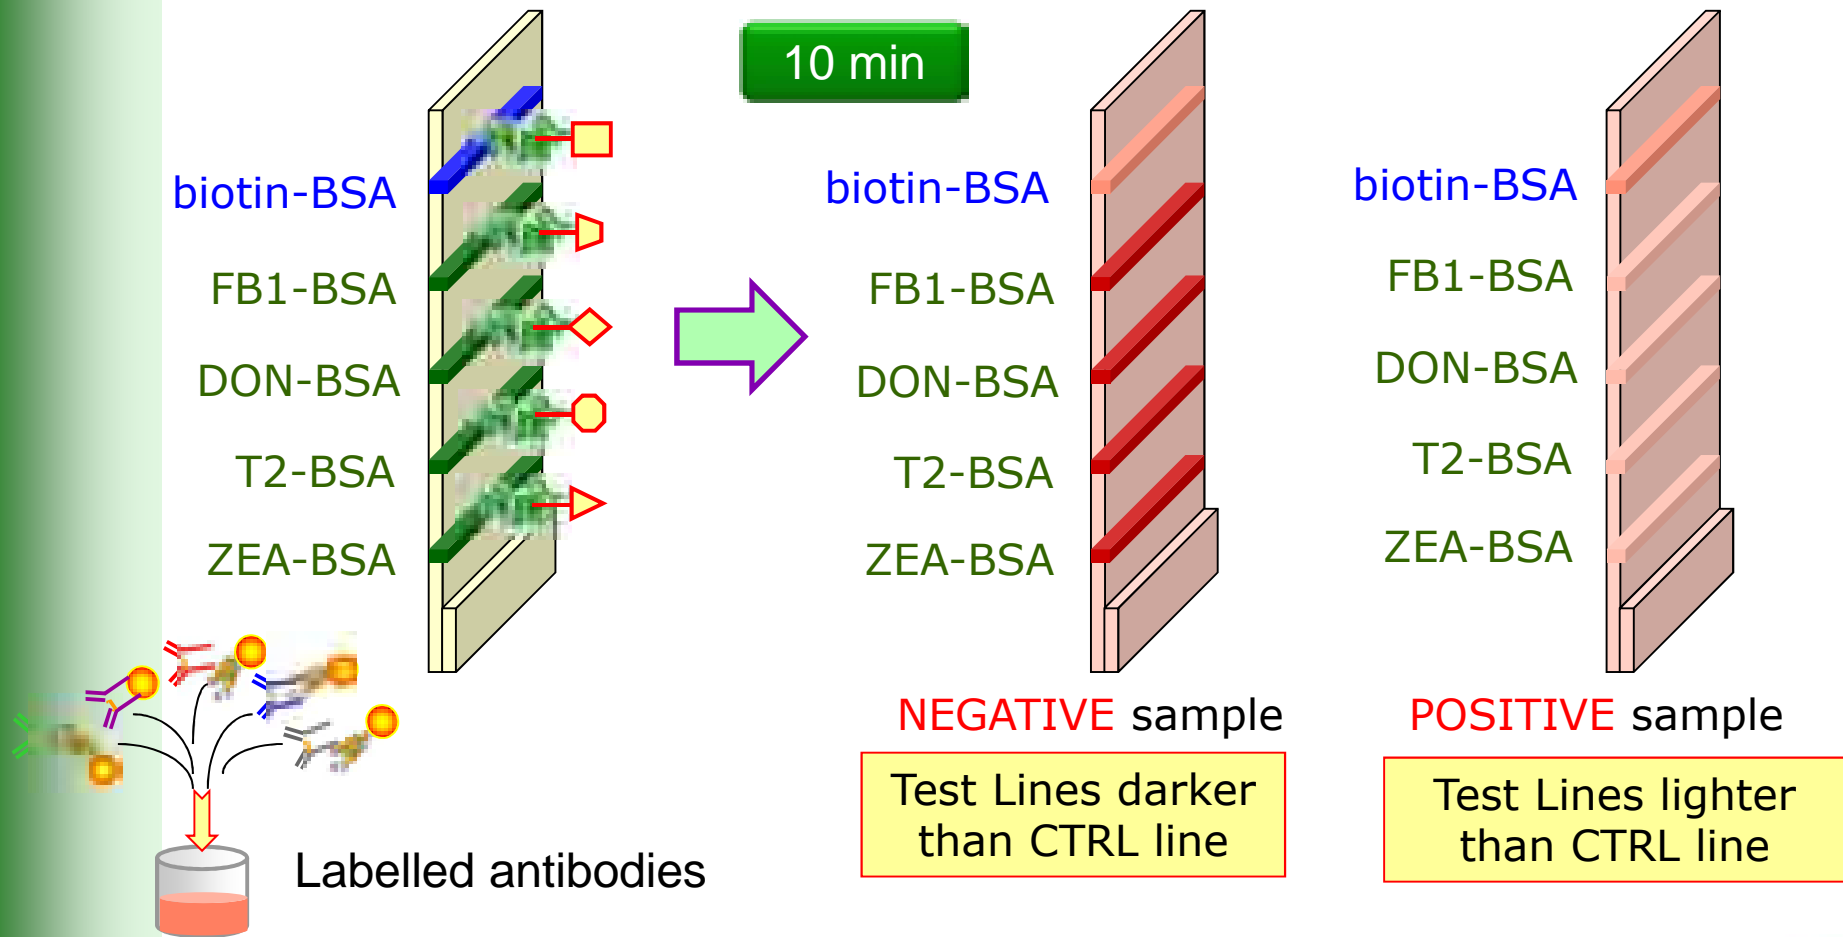 10 min
biotin-BSA
FB1-BSA
DON-BSA
T2-BSA
ZEA-BSA
Labelled antibodies
biotin-BSA
FB1-BSA
DON-BSA
T2-BSA
ZEA-BSA
NEGATIVE sample
Test Lines darker
than CTRL line
biotin-BSA
FB1-BSA
DON-BSA
T2-BSA
ZEA-BSA
POSITIVE sample
Test Lines lighter
than CTRL line